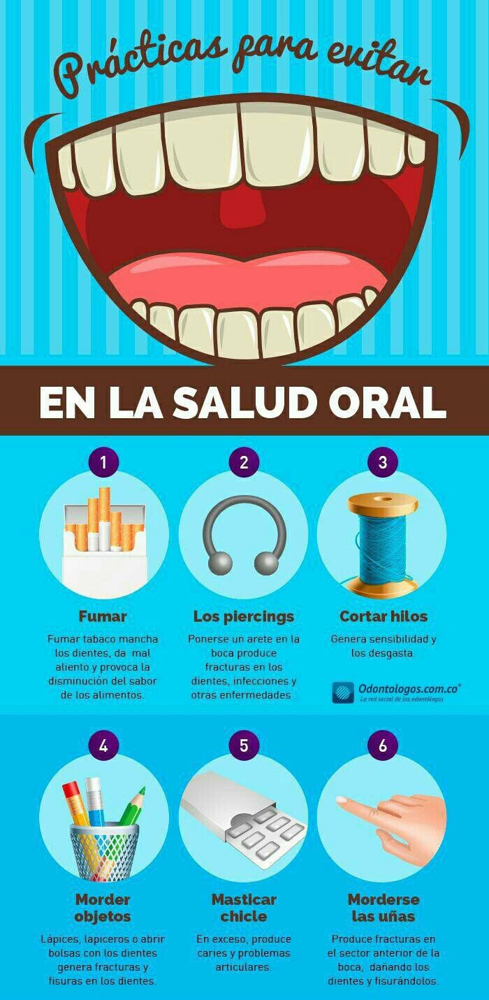 Prácticas para evitar
EN LA SALUD ORAL
1
Fumar
Fumar tabaco mancha
los dientes, da mal
aliento y provoca la
disminución del sabor
de los alimentos.
2
Los piercings
Ponerse un arete en la
boca produce
fracturas en los
dientes, infecciones y
otras enfermedades
3
Cortar hilos
Genera sensibilidad y
los desgasta.
Odontologos.com.co®
La red social de los odontólogos
4
Morder
objetos
Lápices, lapiceros o abrir
bolsas con los dientes
genera fracturas y
fisuras en los dientes.
5
Masticar
chicle
En exceso, produce
caries y problemas
articulares.
6
Morderse
las uñas
Produce fracturas en
el sector anterior de la
boca, dañando los
dientes y fisurándolos.